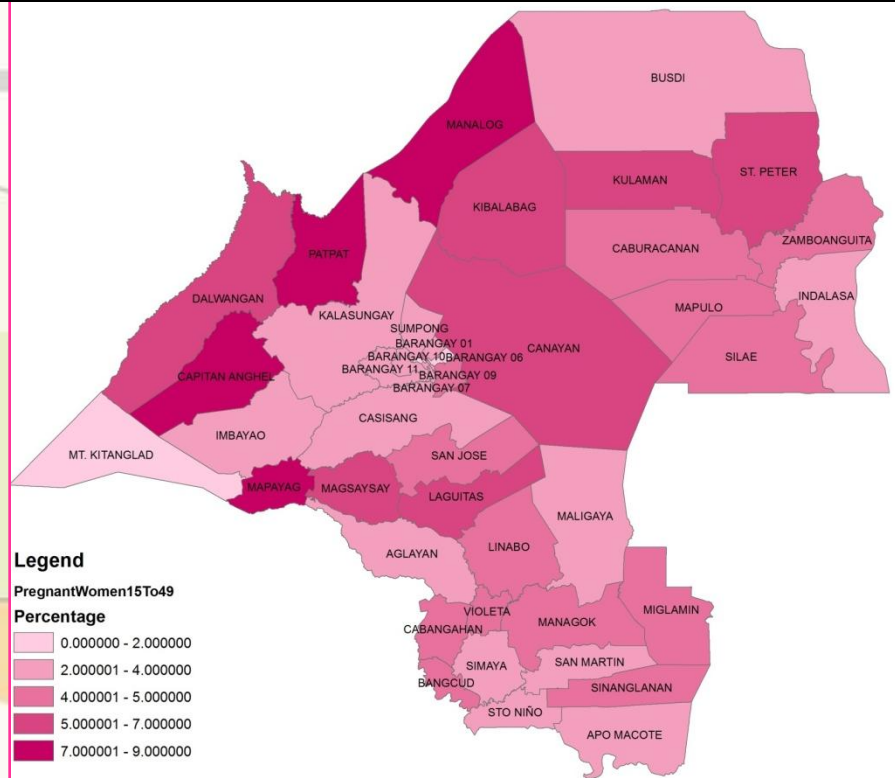 BUSDI
MANALOG
ST. PETER
KULAMAN
KIBALABAG
ZAMBOANGUITA
CABURACANAN
PATPAT
DALWANGAN
INDALASA
MAPULO
KALASUNGAY
SUMPONG
BARANGAY 01
CANAYAN
BARANGAY 10
BARANGAY 06
SILAE
BARANGAY 11
BARANGAY 09
CAPITAN ANGHEL
BARANGAY 07
CASISANG
IMBAYAO
MT. KITANGLAD
SAN JOSE
MAPAYAG
MAGSAYSAY
LAGUITAS
MALIGAYA
LINABO
AGLAYAN
VIOLETA
MIGLAMIN
CABANGAHAN
MANAGOK
SIMAYA
SAN MARTIN
BANGCUD
SINANGLANAN
STO NIÑO
APO MACOTE
Legend
PregnantWomen15To49
Percentage
0.000000 - 2.000000
2.000001 - 4.000000
4.000001 - 5.000000
5.000001 - 7.000000
7.000001 - 9.000000